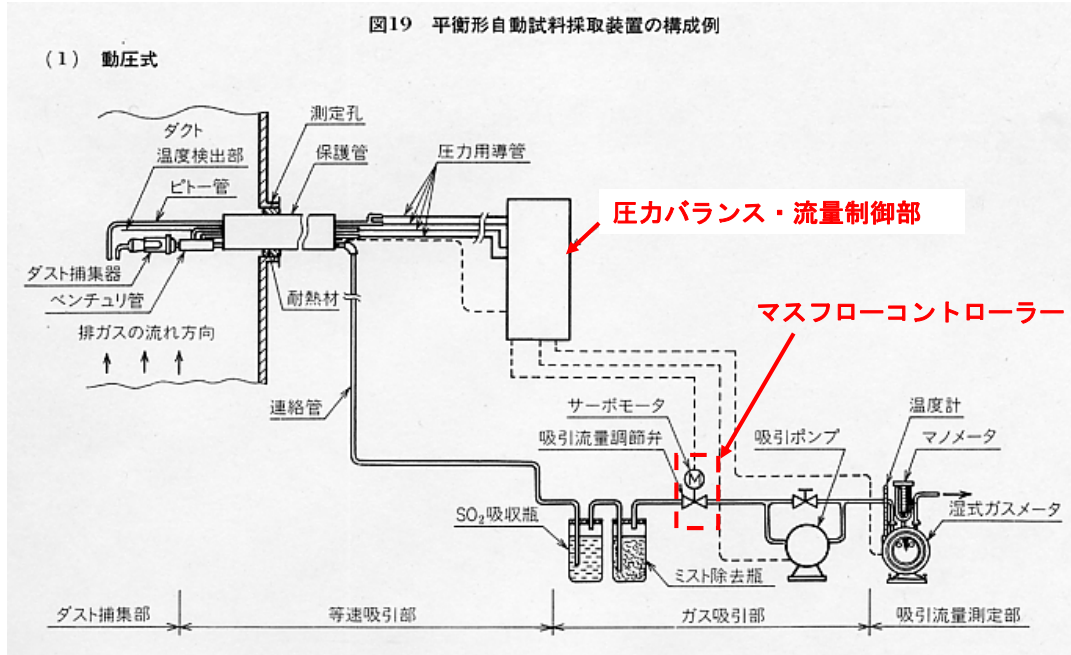 図19 平衡形自動試料採取装置の構成例
(1) 動圧式
測定孔
ダクト
温度検出部
保護管
圧力用導管
ピトー管
圧力バランス・流量制御部
ダスト捕集器
ベンチュリ管
耐熱材
マスフローコントローラー
排ガスの流れ方向
連絡管
サーボモータ
温度計
吸引流量調節弁
吸引ポンプ
マノメータ
M
SO₂吸収瓶
湿式ガスメータ
ミスト除去瓶
ダスト捕集部
等速吸引部
ガス吸引部
吸引流量測定部